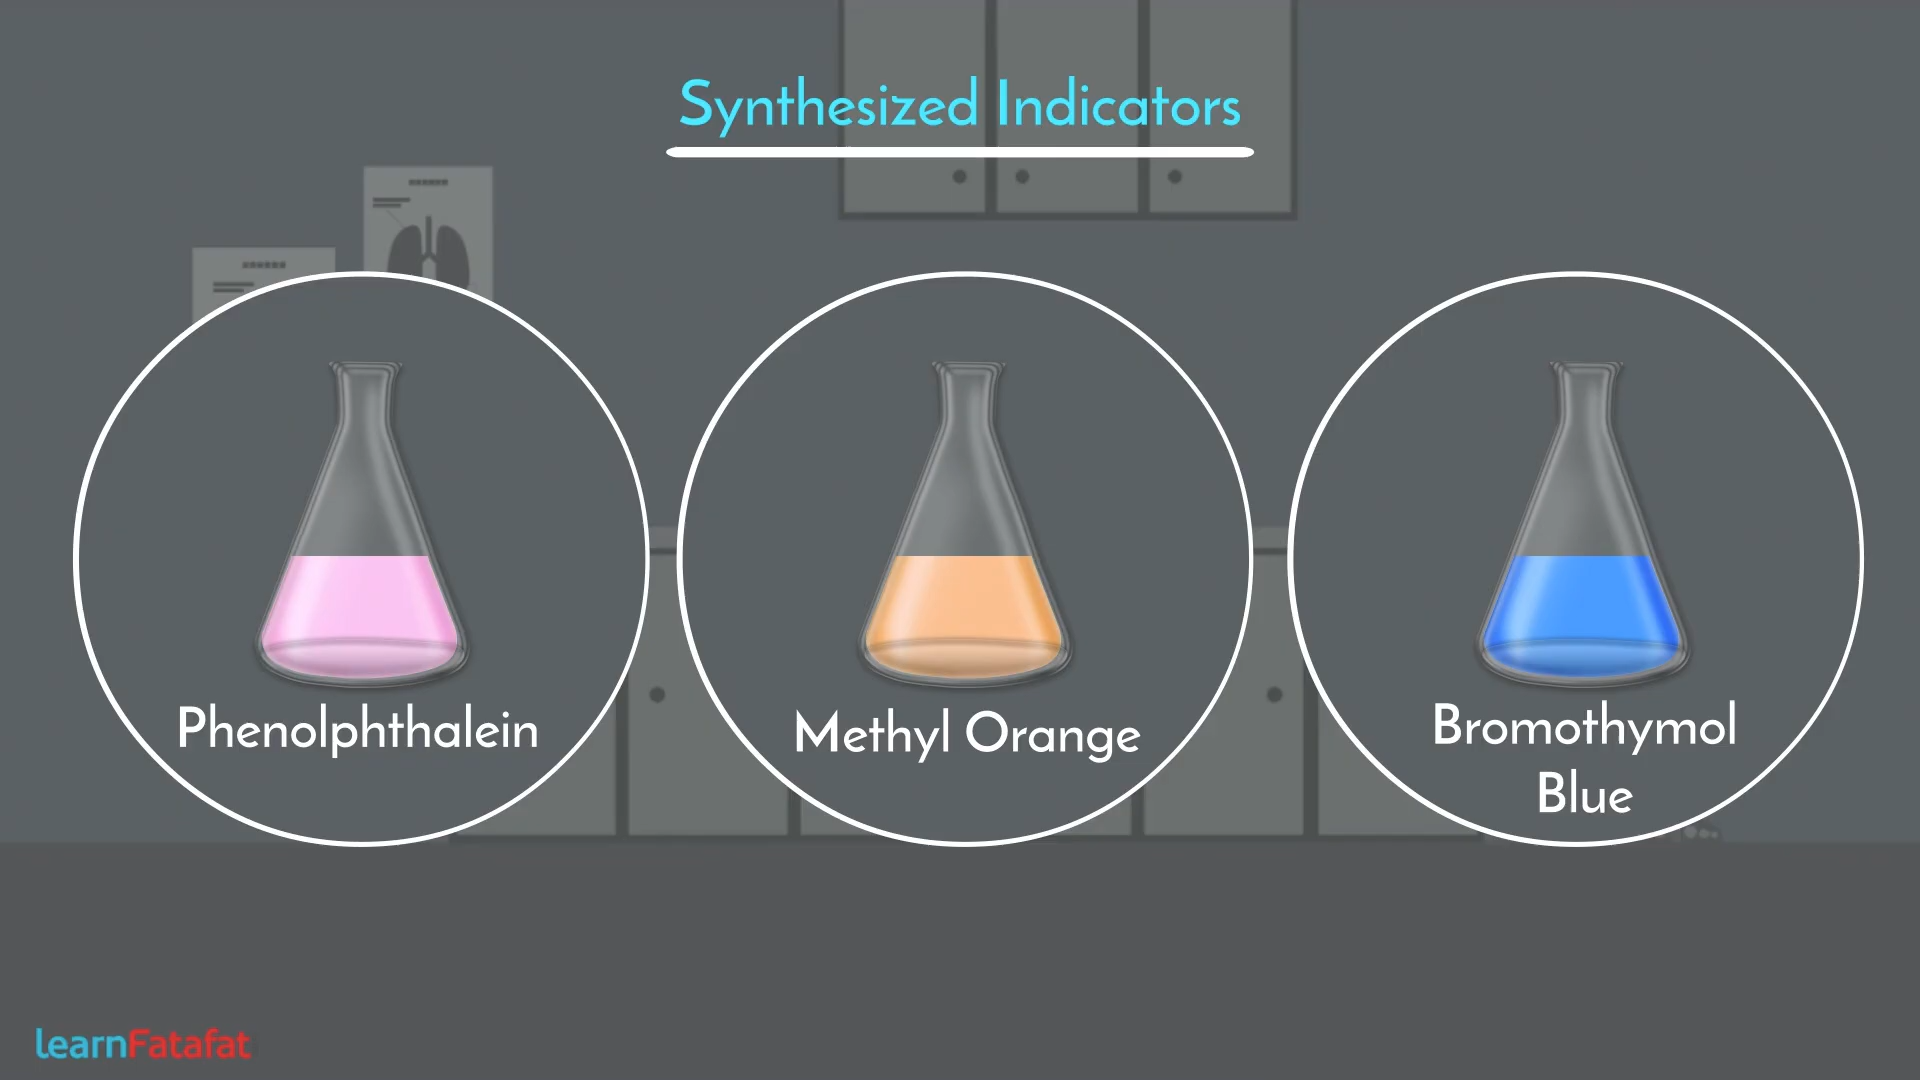 Synthesized Indicators
Phenolphthalein
Methyl Orange
Bromothymol
Blue
learnFatafat